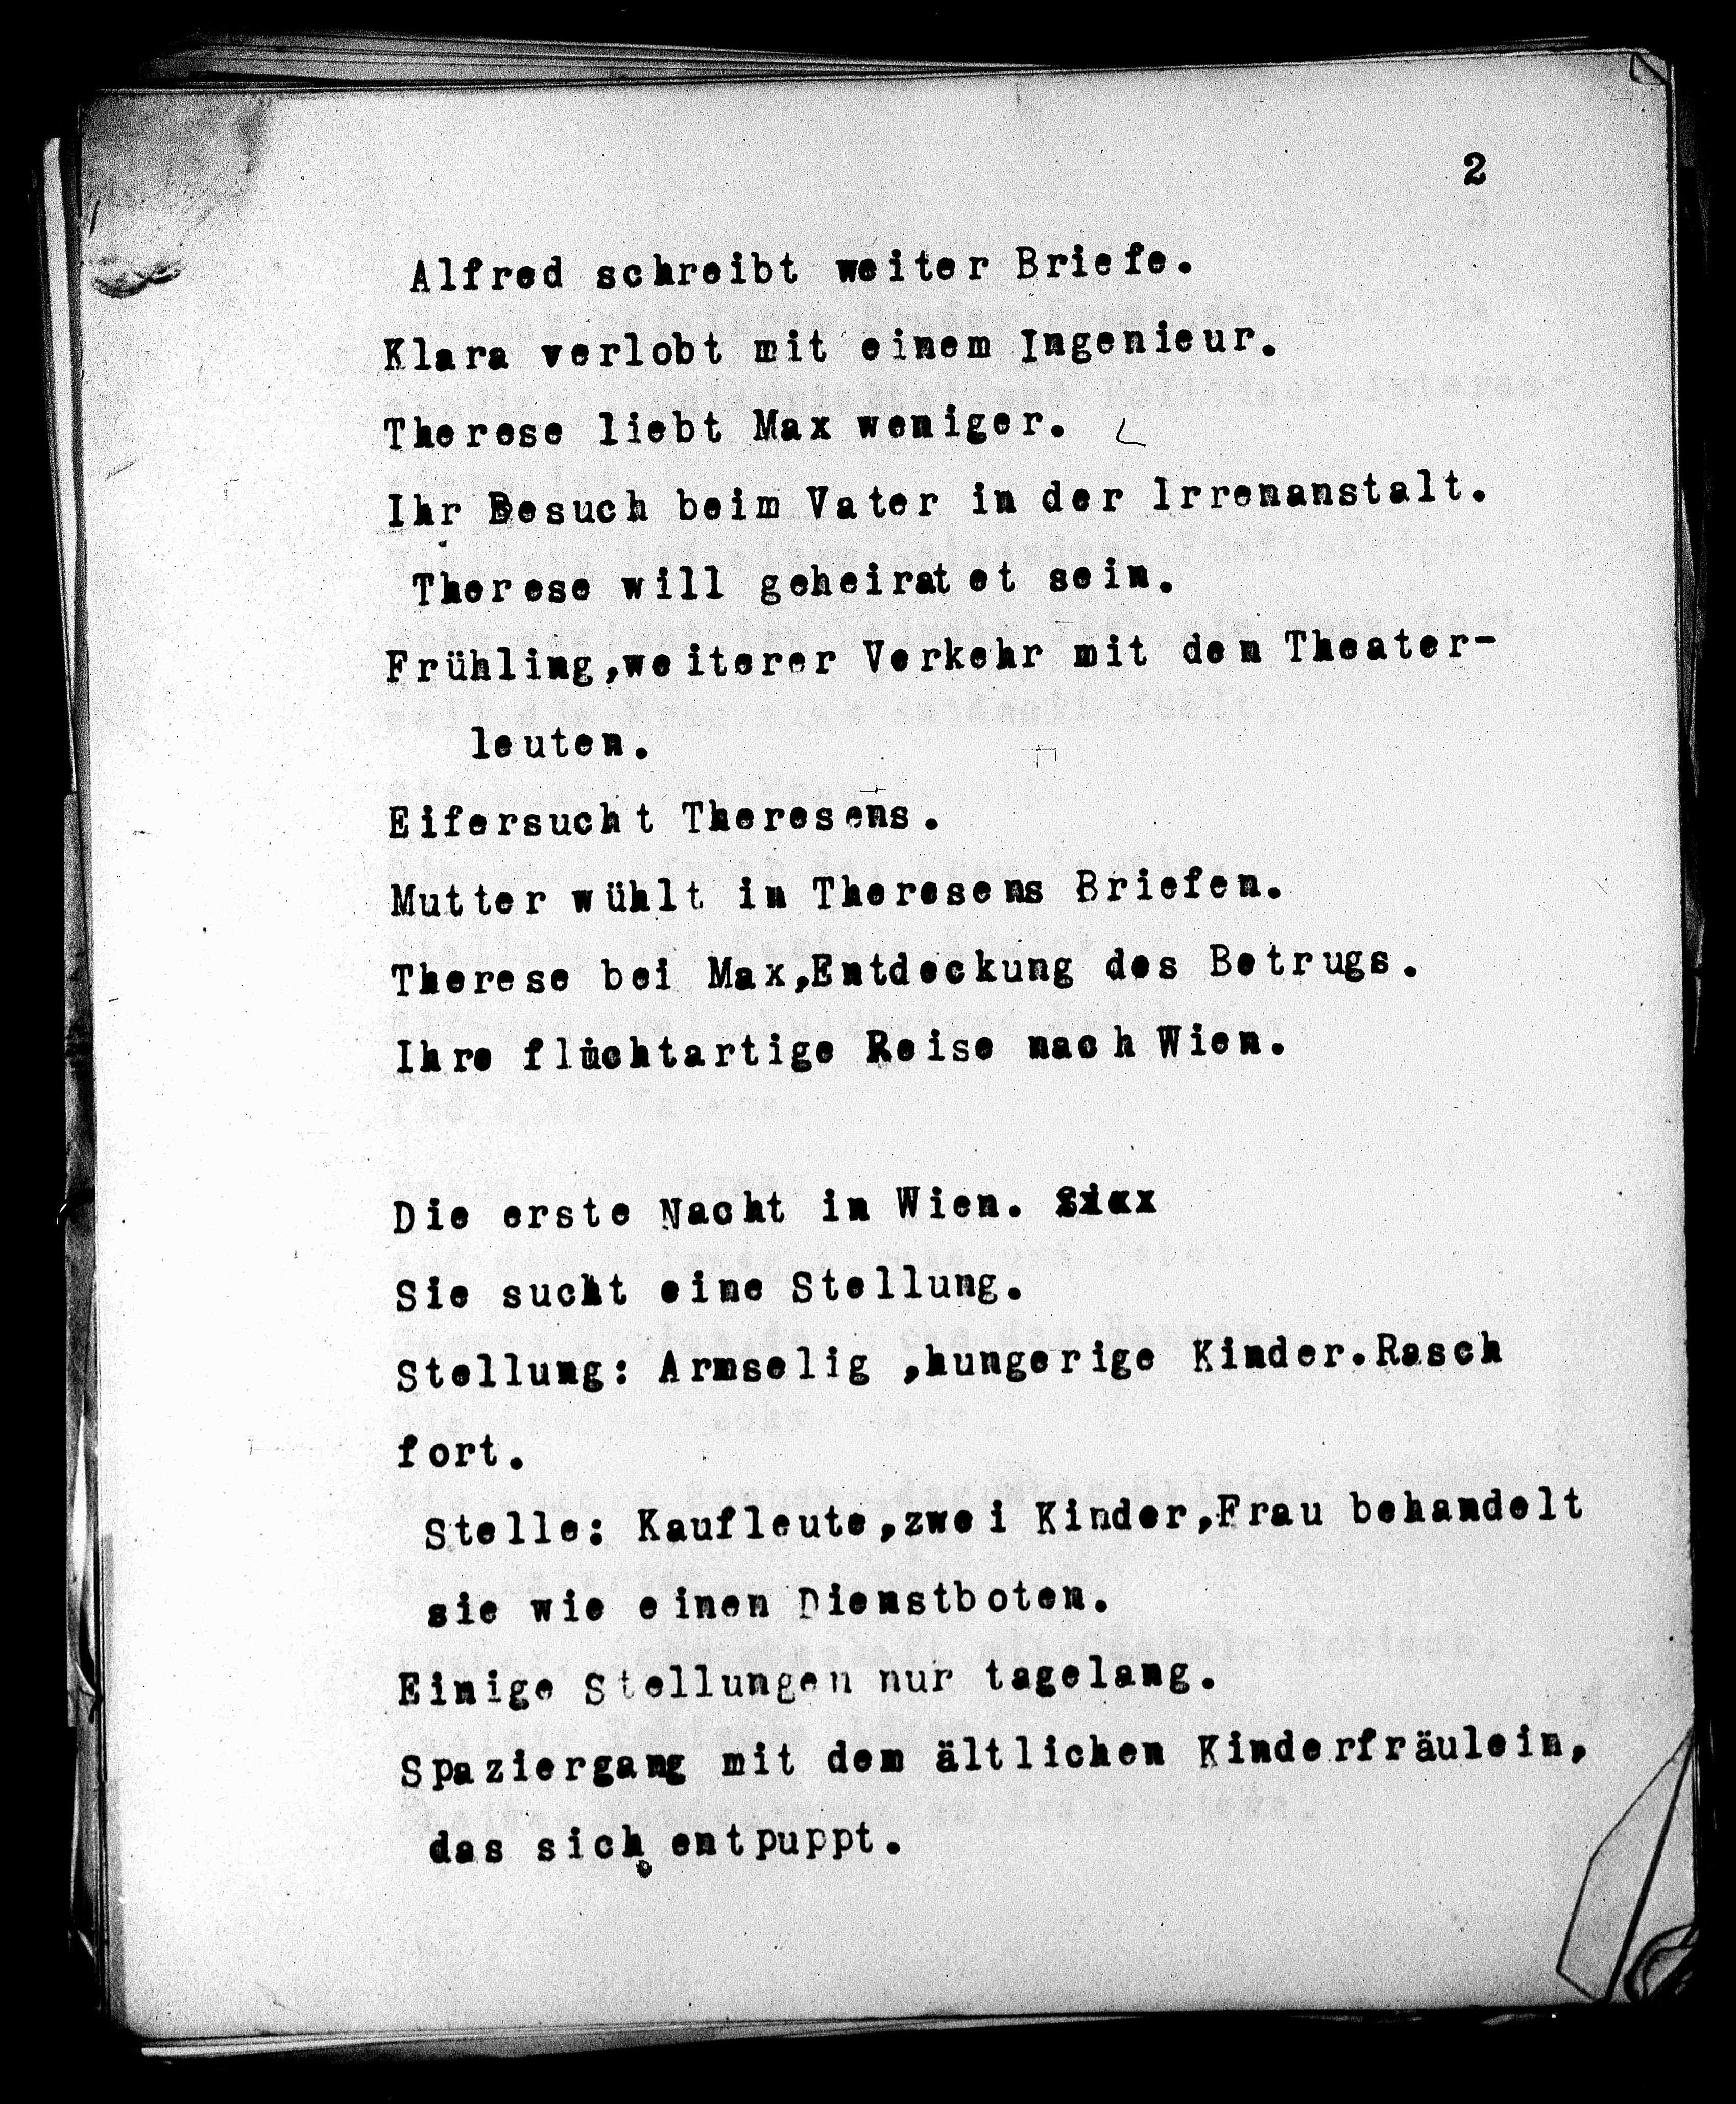 2
Alfred schreibt weiter Briefe.
Klara verlobt mit einem Ingenieur.
Therese liebt Max weniger.
Ihr Besuch beim Vater in der Irrenanstalt.
Therese will geheiratet sein.
Frühling,weiterer Verkehr mit den Theater-
leuten.
Eifersucht Theresens.
Mutter wühlt in Theresens Briefen.
Therese bei Max,Entdeckung des Betrugs.
Ihre fluchtartige Reise nach Wien.
Die erste Nacht in Wien.
Sie sucht eine Stellung.
Stellung: Armselig ,hungerige Kinder.Rasch
fort.
Stelle: Kaufleute,zwei Kinder,Frau behandelt
sie wie einen Dienstboten.
Einige Stellungen nur tagelang.
Spaziergang mit dem ältlichen Kinderfräulein,
das sich entpuppt.